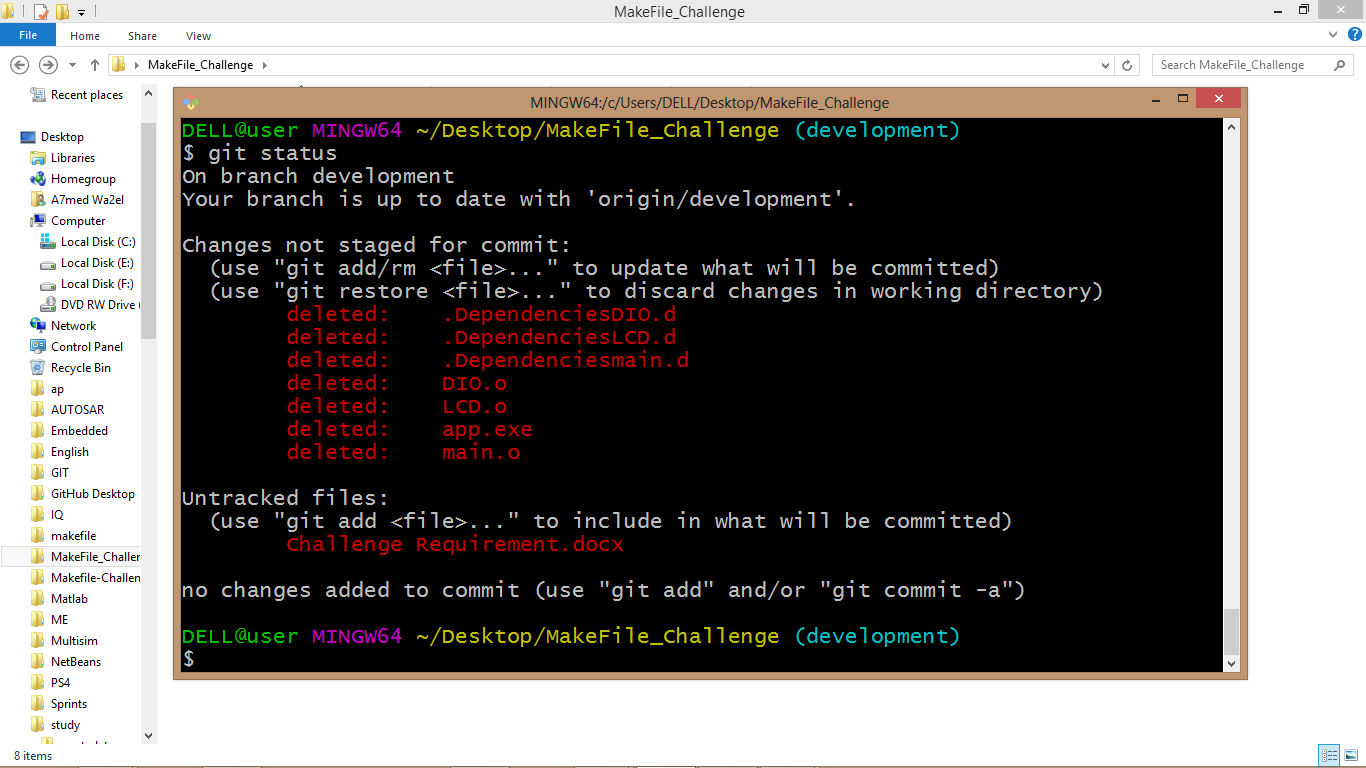 MakeFile_Challenge
File Home Share View
MakeFile_Challenge
Search MakeFile_Challenge
Recent places
Desktop
Libraries
Homegroup
A7med Wa2el
Computer
Local Disk (C:)
Local Disk (E:)
Local Disk (F:)
DVD RW Drive (
Network
Control Panel
Recycle Bin
ap
AUTOSAR
Embedded
English
GIT
GitHub Desktop
IQ
makefile
MakeFile_Challer
Makefile-Challen
Matlab
ME
Multisim
NetBeans
PS4
Sprints
study
8 items
MINGW64:/c/Users/DELL/Desktop/MakeFile_Challenge
DELL@user MINGW64 ~/Desktop/MakeFile_Challenge (development)
$ git status
On branch development
Your branch is up to date with 'origin/development'.
Changes not staged for commit:
(use "git add/rm <file>..." to update what will be committed)
(use "git restore <file>..." to discard changes in working directory)
deleted: .DependenciesDIO.d
deleted: .DependenciesLCD.d
deleted: .Dependenciesmain.d
deleted: DIO.o
deleted: LCD.o
deleted: app.exe
deleted: main.o
Untracked files:
(use "git add <file>..." to include in what will be committed)
Challenge Requirement.docx
no changes added to commit (use "git add" and/or "git commit -a")
DELL@user MINGW64 ~/Desktop/MakeFile_Challenge (development)
$